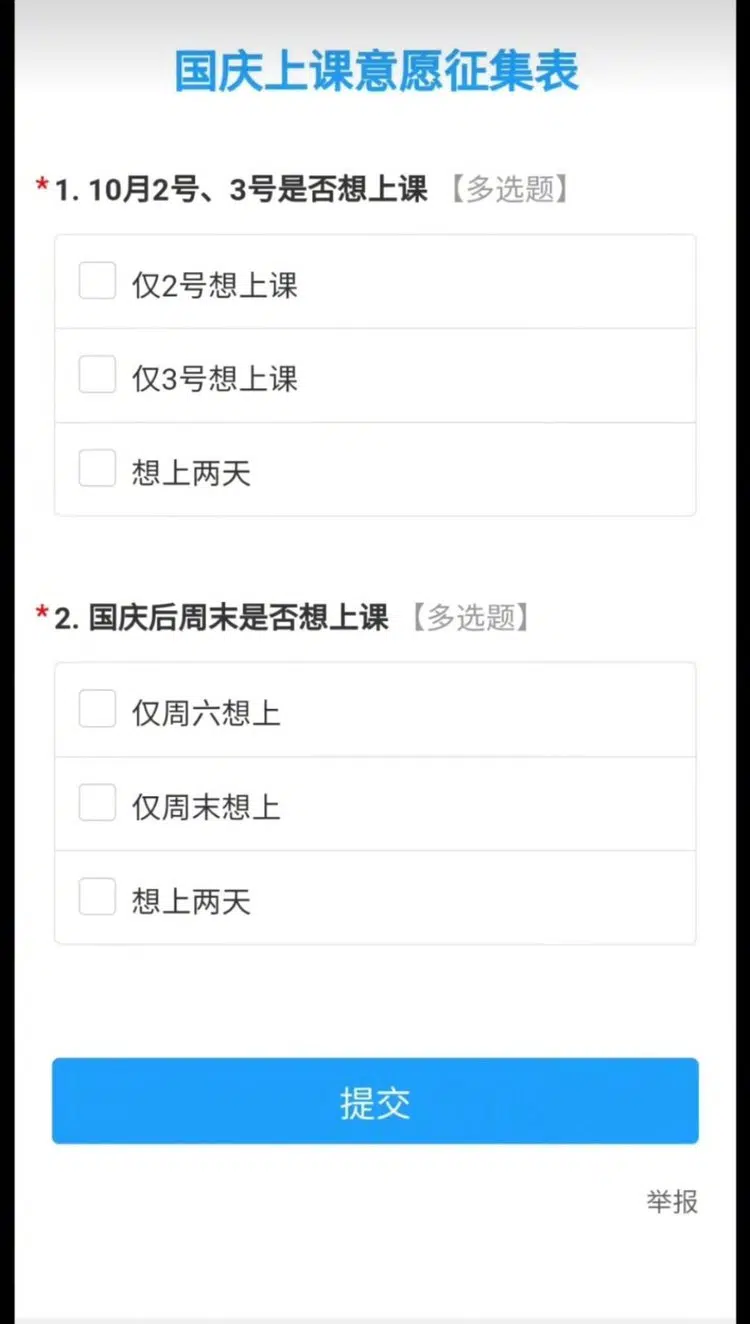 国庆上课意愿征集表
*1. 10月2号、3号是否想上课 【多选题】
仅2号想上课
仅3号想上课
想上两天
*2. 国庆后周末是否想上课 【多选题】
仅周六想上
仅周末想上
想上两天
提交
举报